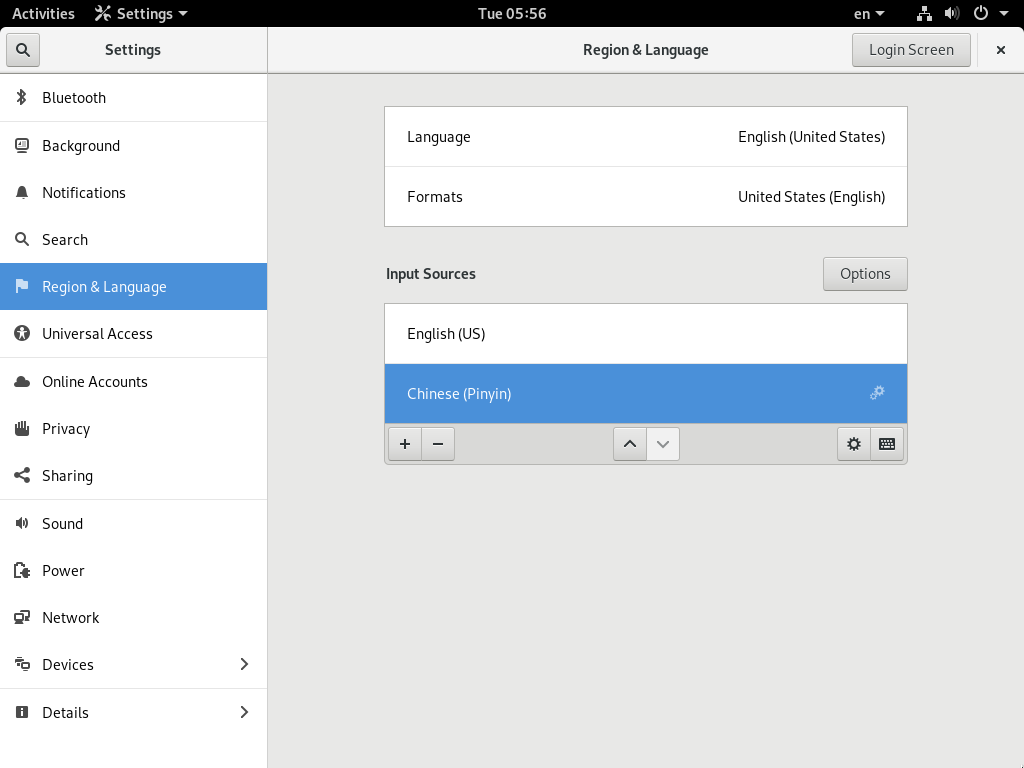 Activities Settings Tue 05:56 en
Settings Region & Language Login Screen
Bluetooth
Background
Notifications
Search
Region & Language
Universal Access
Online Accounts
Privacy
Sharing
Sound
Power
Network
Devices
Details
Language English (United States)
Formats United States (English)
Input Sources Options
English (US)
Chinese (Pinyin)